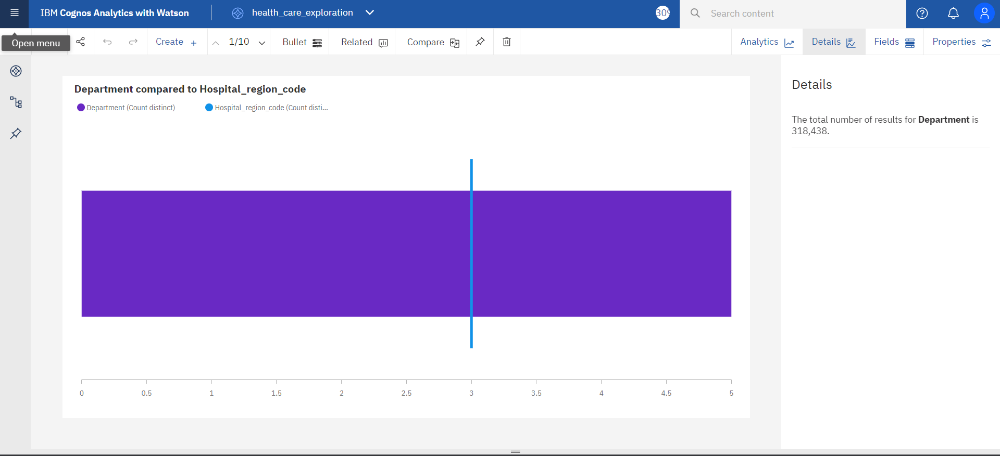 IBM Cognos Analytics with Watson
health_care_exploration
Search content
Open menu
Create +
1/10
Bullet
Related
Compare
Analytics
Details
Fields
Properties
Department compared to Hospital_region_code
Department (Count distinct)
Hospital_region_code (Count disti...
0 0.5 1 1.5 2 2.5 3 3.5 4 4.5 5
Details
The total number of results for Department is
318,438.